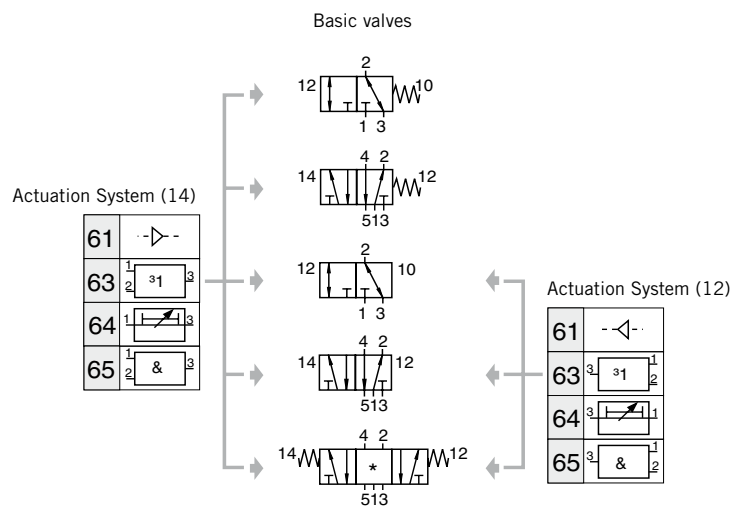 Basic valves
2
12 10
1 3
4 2
14 12
513
Actuation System (14)
61
63 1 2 ³1 3
64 1 3
65 1 2 & 3
2
12 10
1 3
4 2
14 12
513
4 2
14 * 12
513
Actuation System (12)
61
63 3 ³1 1 2
64 3 1
65 3 & 1 2